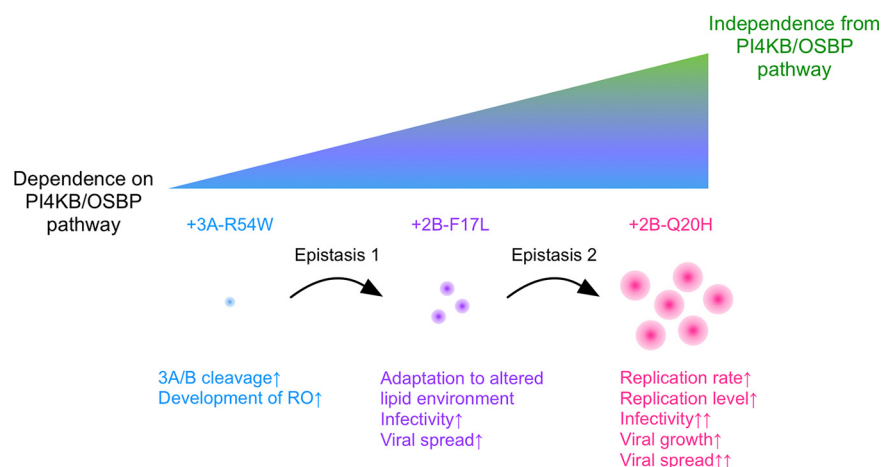 Independence from
PI4KB/OSBP
pathway
Dependence on
PI4KB/OSBP
pathway
+3A-R54W
+2B-F17L
+2B-Q20H
Epistasis 1
Epistasis 2
3A/B cleavage↑
Development of RO↑
Adaptation to altered
lipid environment
Infectivity↑
Viral spread↑
Replication rate↑
Replication level↑
Infectivity↑↑
Viral growth↑
Viral spread↑↑